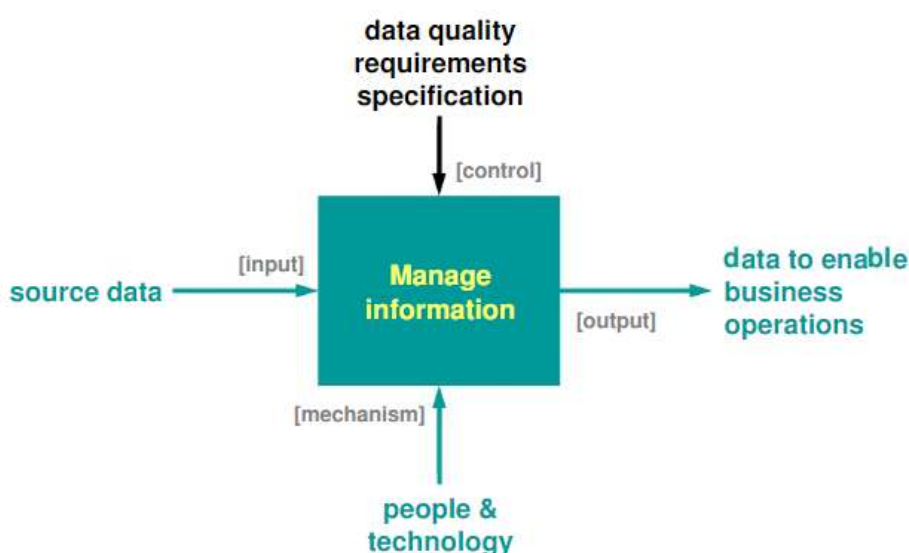 data quality
requirements
specification
[control]
[input]
source data
Manage
information
data to enable
business
operations
[output]
[mechanism]
people &
technology